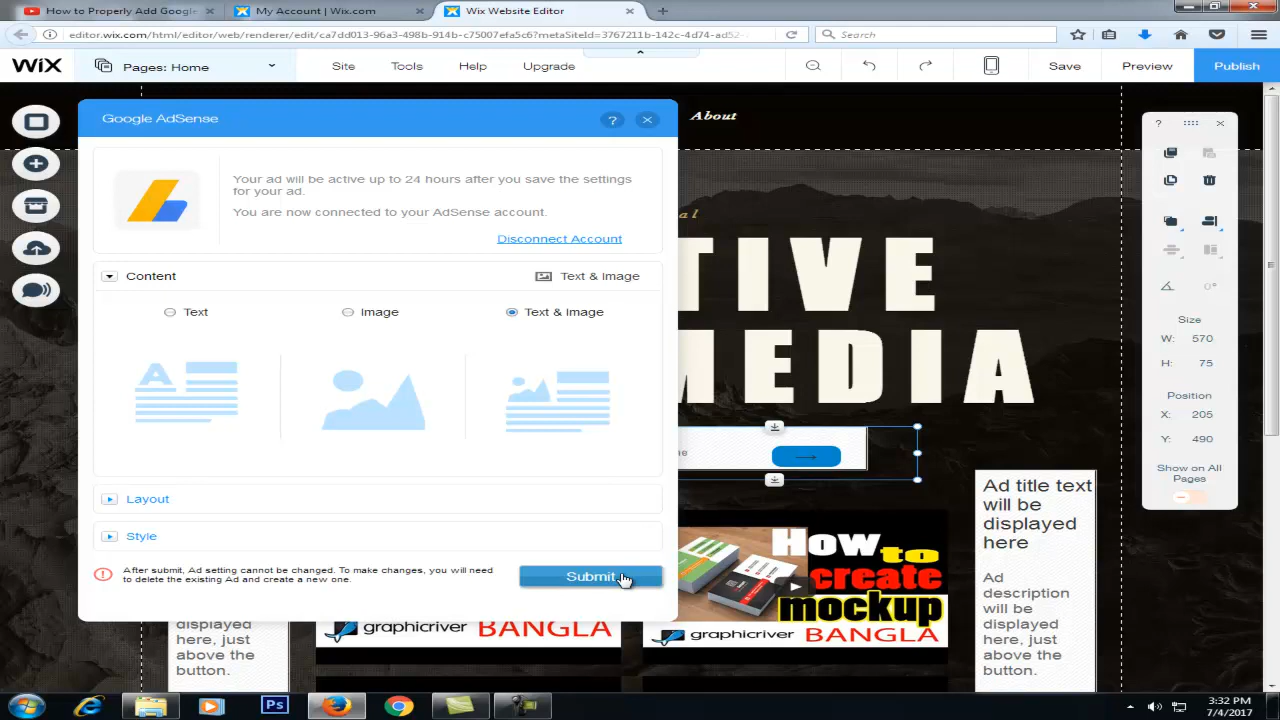 How to Properly Add Google
My Account | Wix.com
Wix Website Editor
editor.wix.com/html/editor/web/renderer/edit/ca7dd013-96a3-498b-914b-c75007efa5c6?metaSiteId=3767211b-142c-4d74-ad52-
Search
WiX
Pages: Home
Site
Tools
Help
Upgrade
Save
Preview
Publish
Google AdSense
?
About
Your ad will be active up to 24 hours after you save the settings
for your ad.
You are now connected to your AdSense account.
Disconnect Account
Content
Text & Image
Text
Image
Text & Image
A
Layout
Style
After submit, Ad setting cannot be changed. To make changes, you will need
to delete the existing Ad and create a new one.
Submit
al
TIVE
MEDIA
?
0°
Size
W: 570
H: 75
Position
X: 205
Y: 490
Show on All
Pages
Ad title text
will be
displayed
here
Ad
description
will be
displayed
here, just
above the
button.
How
to
create
mockup
graphicriver BANGLA
graphicriver BANGLA
displayed
here, just
above the
button.
Ps
3:32 PM
7/4/2017